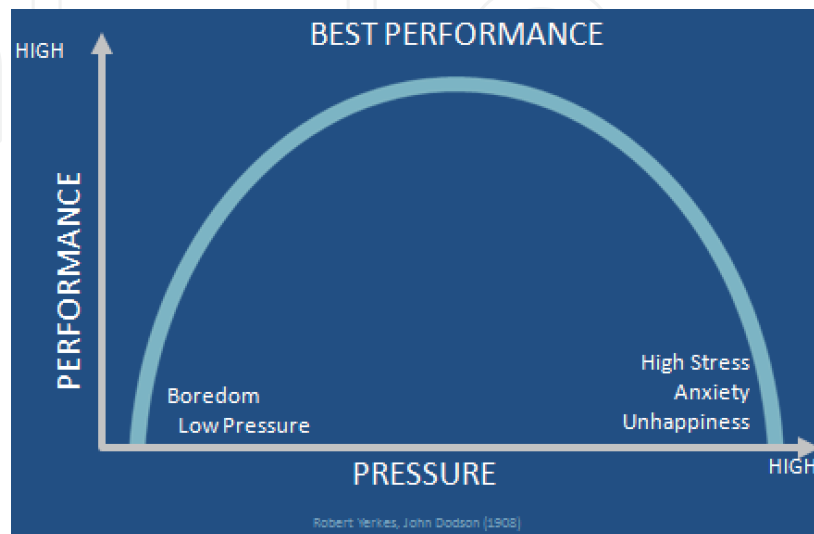 BEST PERFORMANCE
HIGH
PERFORMANCE
Boredom
Low Pressure
High Stress
Anxiety
Unhappiness
HIGH
PRESSURE
Robert Yerkes, John Dodson (1908)